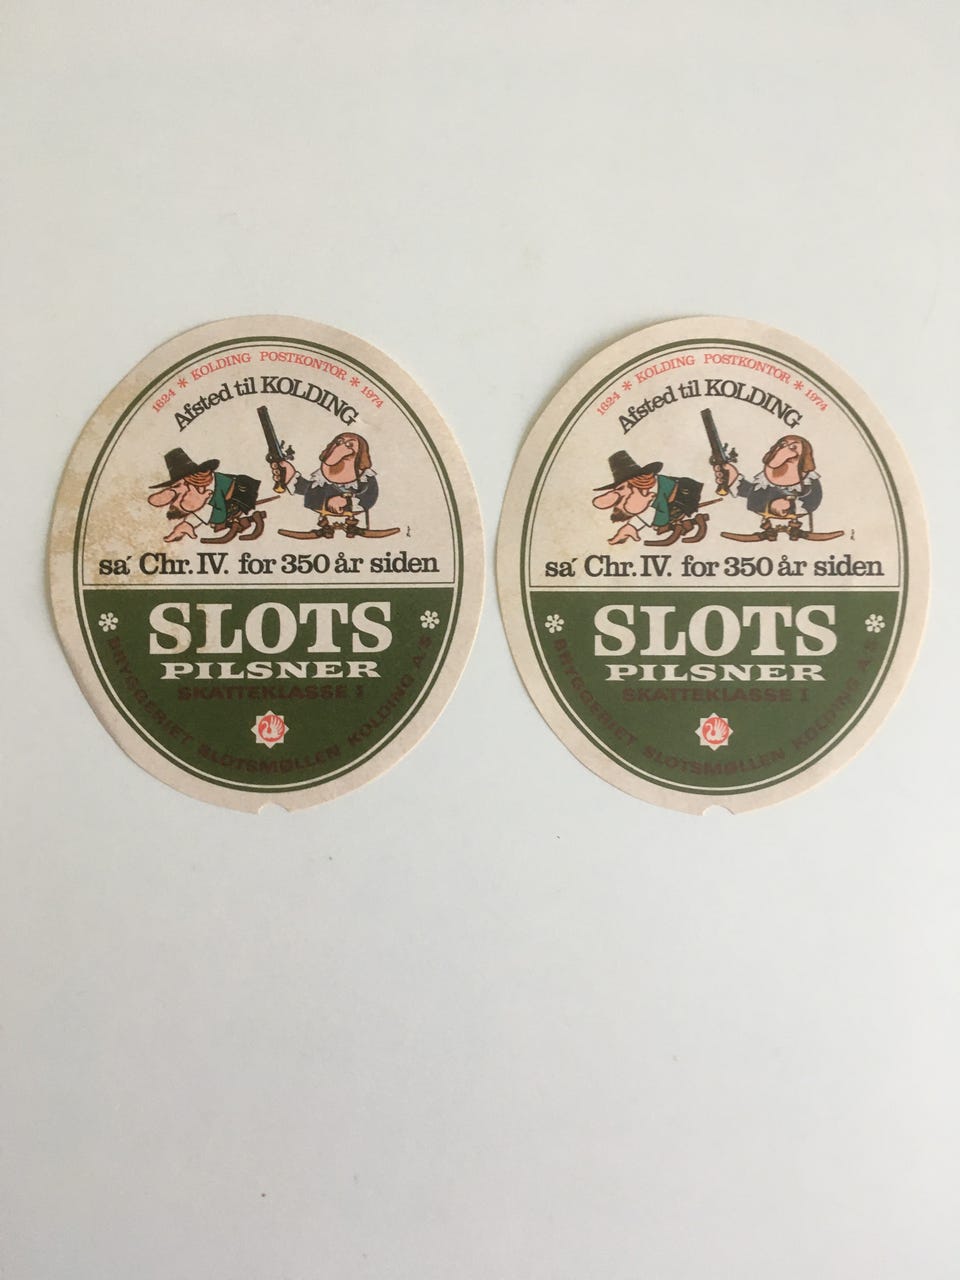 1624 * KOLDING POSTKONTOR * 1974
Afsted til KOLDING
sa´ Chr. IV. for 350 år siden
SLOTS
PILSNER
SKATTEKLASSE I
BRYGGERIET SLOTSMØLLEN KOLDING A/S
1624 * KOLDING POSTKONTOR * 1974
Afsted til KOLDING
sa´ Chr. IV. for 350 år siden
SLOTS
PILSNER
SKATTEKLASSE I
BRYGGERIET SLOTSMØLLEN KOLDING A/S